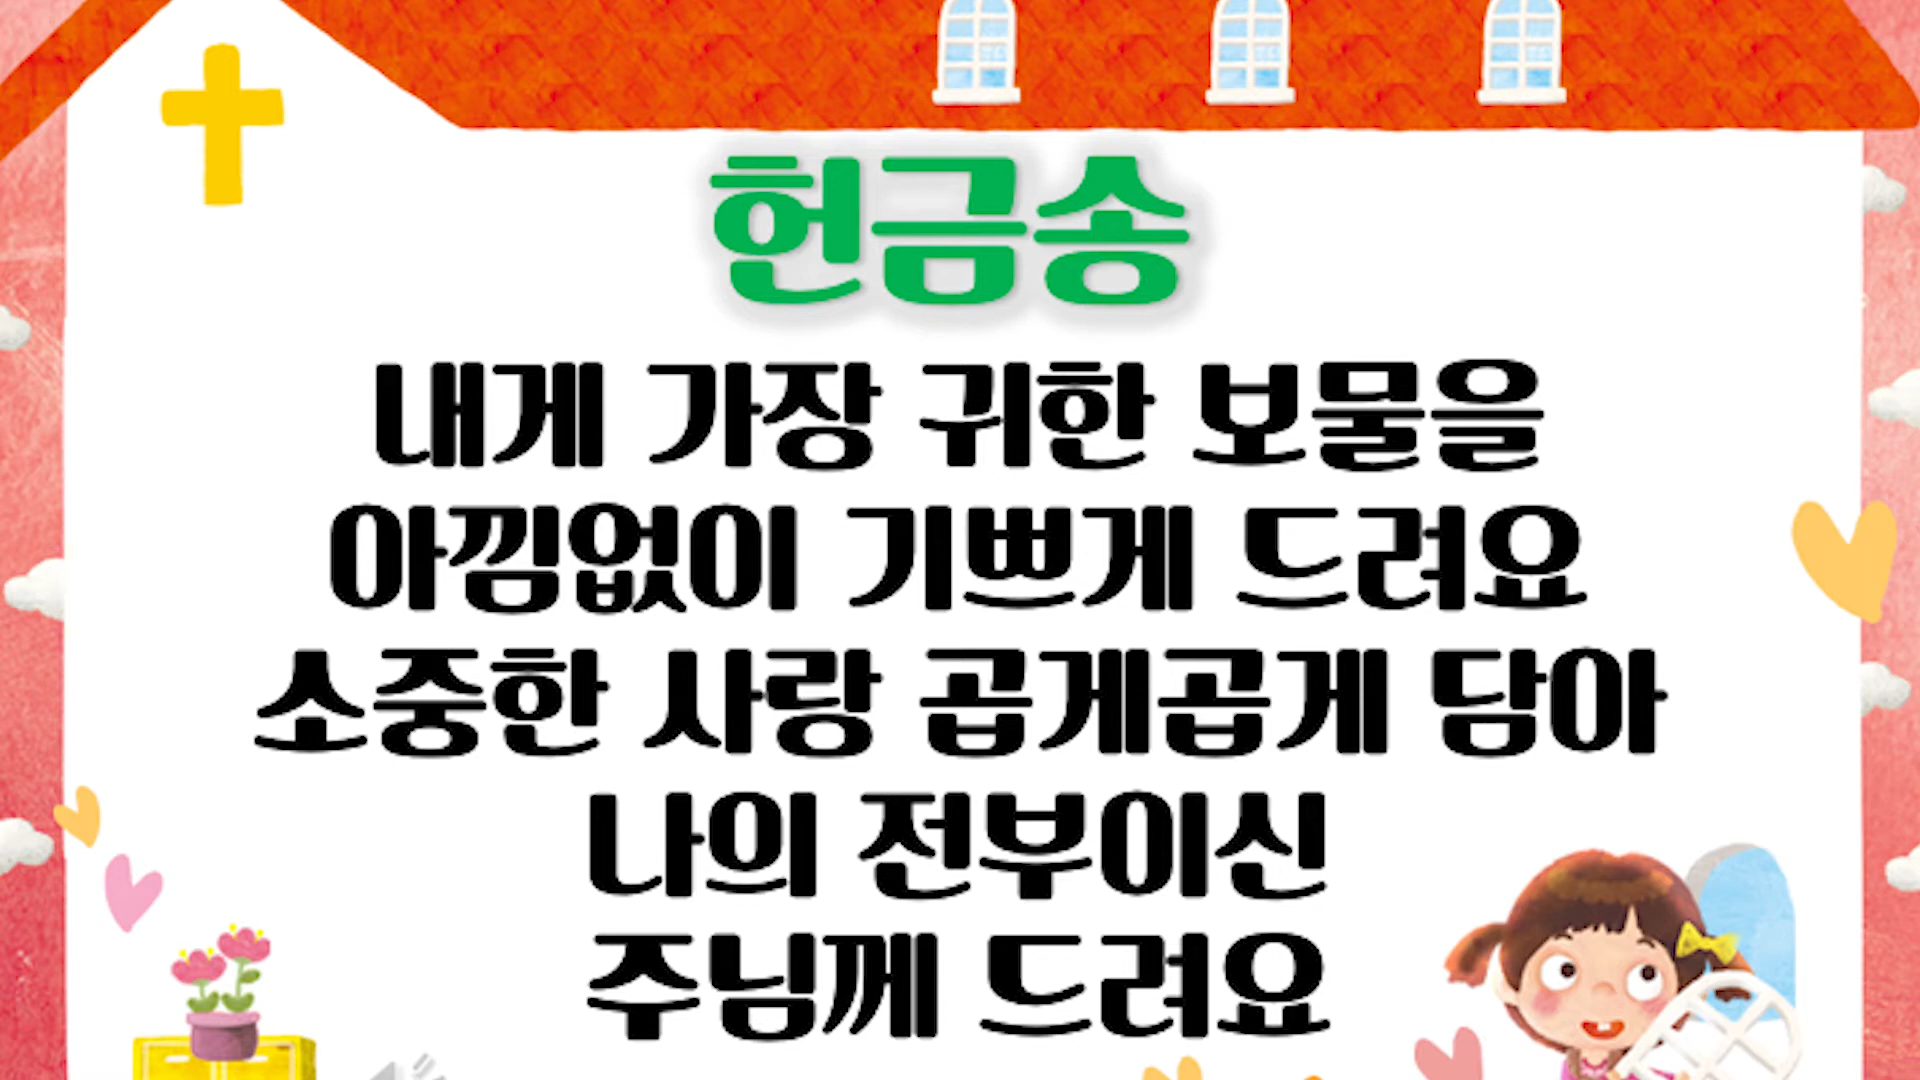 헌금송
내게 가장 귀한 보물을
아낌없이 기쁘게 드려요
소중한 사랑 곱게곱게 담아
나의 전부이신
주님께 드려요